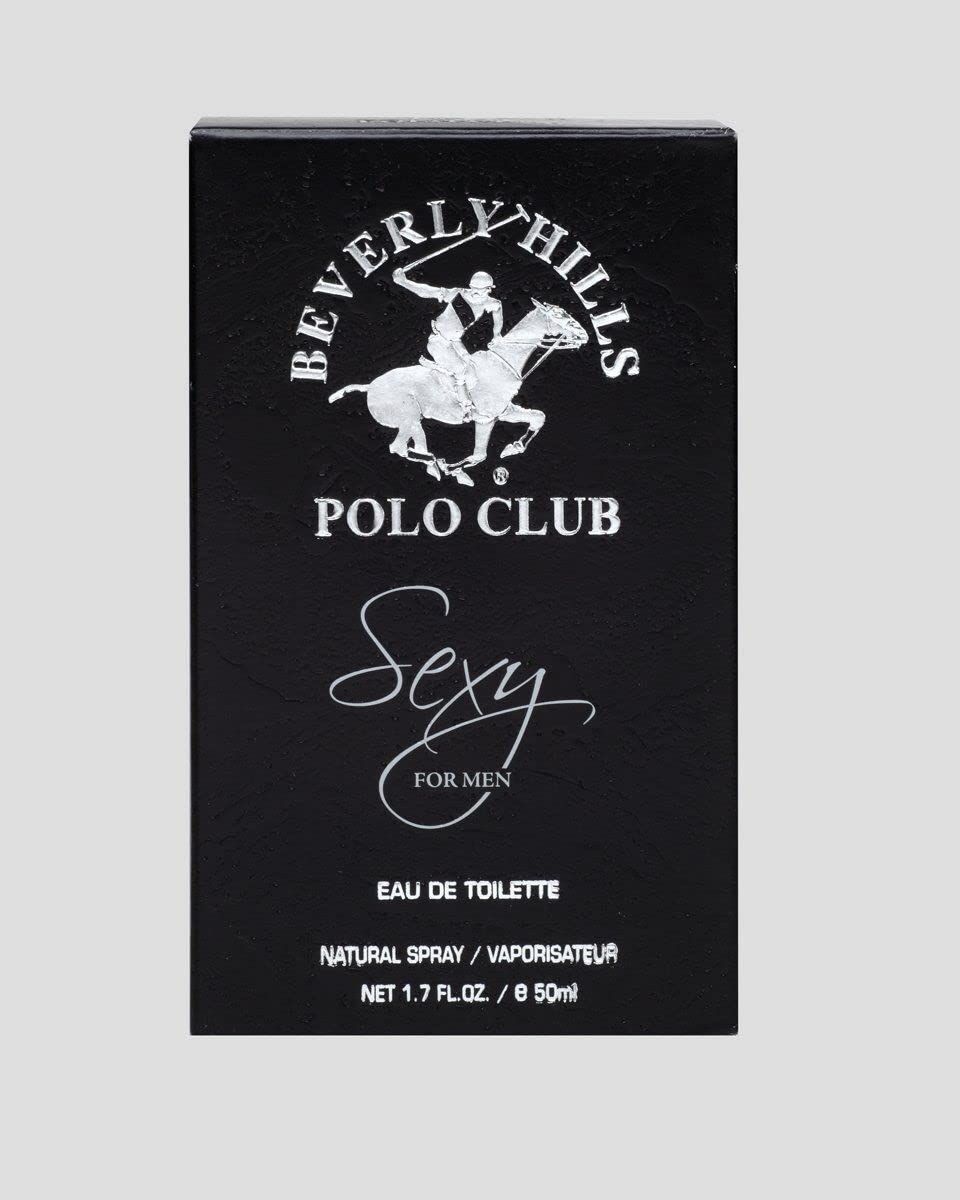 BEVERLY HILLS
®
POLO CLUB
Sexy
FOR MEN
EAU DE TOILETTE
NATURAL SPRAY / VAPORISATEUR
NET 1.7 FL.OZ. / e 50ml